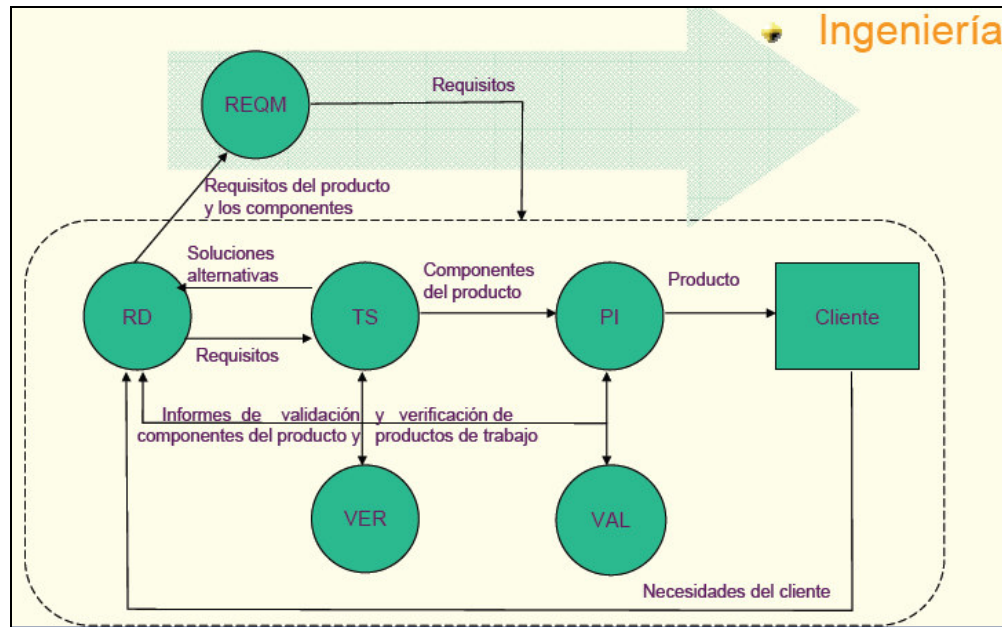 Ingeniería
REQM
Requisitos
Requisitos del producto
y los componentes
Soluciones
alternativas
Componentes
del producto
Producto
RD
TS
PI
Cliente
Requisitos
Informes de validación y verificación de
componentes del producto y productos de trabajo
VER
VAL
Necesidades del cliente